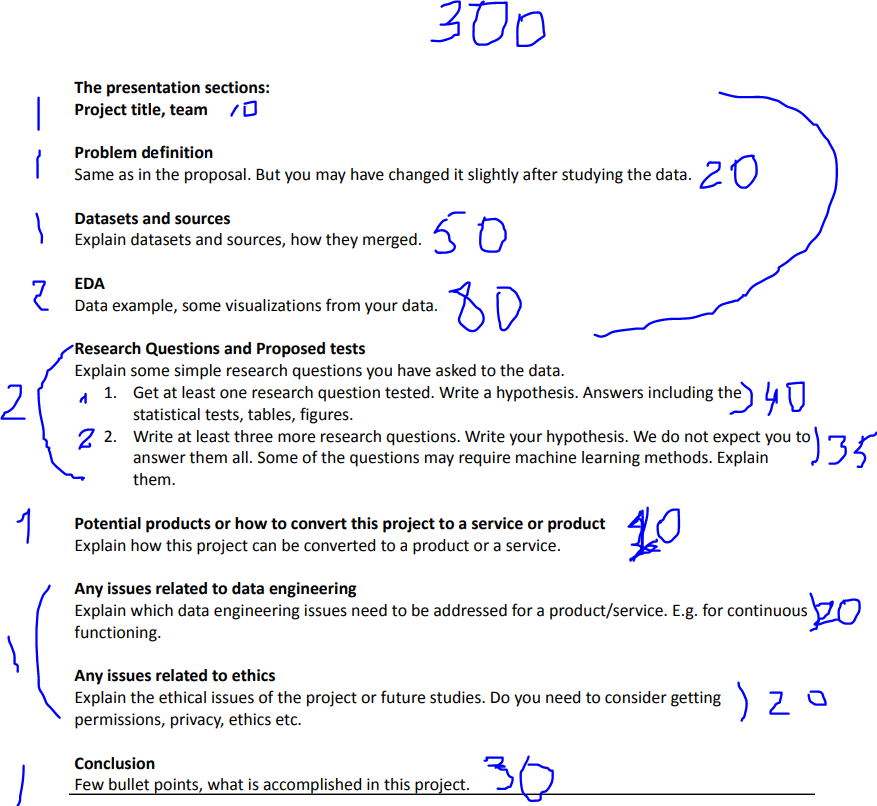 300
The presentation sections:
1 Project title, team 10
1 Problem definition
Same as in the proposal. But you may have changed it slightly after studying the data. 20
1 Datasets and sources
Explain datasets and sources, how they merged. 50
2 EDA
Data example, some visualizations from your data. 80
Research Questions and Proposed tests
Explain some simple research questions you have asked to the data.
2 ( 1 1. Get at least one research question tested. Write a hypothesis. Answers including the ) 40
statistical tests, tables, figures.
2 2. Write at least three more research questions. Write your hypothesis. We do not expect you to ) 35
answer them all. Some of the questions may require machine learning methods. Explain
them.
1 Potential products or how to convert this project to a service or product
Explain how this project can be converted to a product or a service.
Any issues related to data engineering
Explain which data engineering issues need to be addressed for a product/service. E.g. for continuous 20
functioning.
1 (
Any issues related to ethics
Explain the ethical issues of the project or future studies. Do you need to consider getting ) 20
permissions, privacy, ethics etc.
1 Conclusion
Few bullet points, what is accomplished in this project. 30